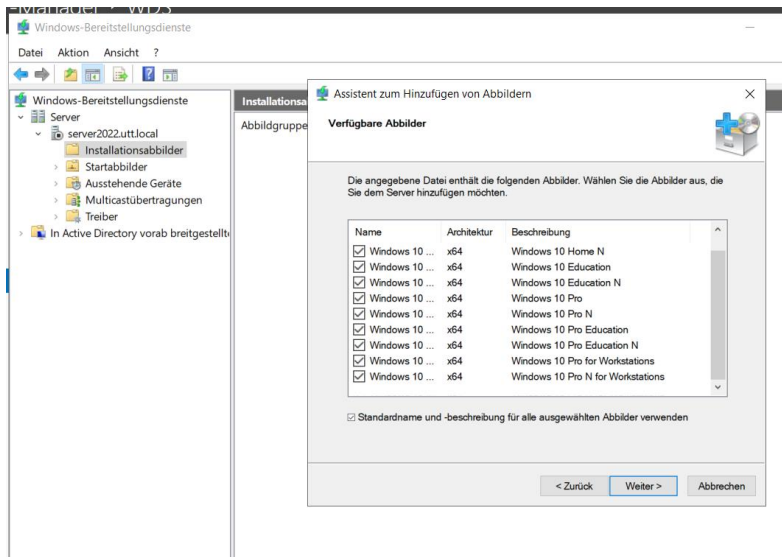 -Manager > WDS
Windows-Bereitstellungsdienste
Datei Aktion Ansicht ?
Windows-Bereitstellungsdienste
Server
server2022.utt.local
Installationsabbilder
Startabbilder
Ausstehende Geräte
Multicastübertragungen
Treiber
In Active Directory vorab breitgestellte
Installationsa
Abbildgruppe
Assistent zum Hinzufügen von Abbildern
Verfügbare Abbilder
Die angegebene Datei enthält die folgenden Abbilder. Wählen Sie die Abbilder aus, die
Sie dem Server hinzufügen möchten.
Name Architektur Beschreibung
Windows 10 ... x64 Windows 10 Home N
Windows 10 ... x64 Windows 10 Education
Windows 10 ... x64 Windows 10 Education N
Windows 10 ... x64 Windows 10 Pro
Windows 10 ... x64 Windows 10 Pro N
Windows 10 ... x64 Windows 10 Pro Education
Windows 10 ... x64 Windows 10 Pro Education N
Windows 10 ... x64 Windows 10 Pro for Workstations
Windows 10 ... x64 Windows 10 Pro N for Workstations
Standardname und -beschreibung für alle ausgewählten Abbilder verwenden
< Zurück Weiter > Abbrechen